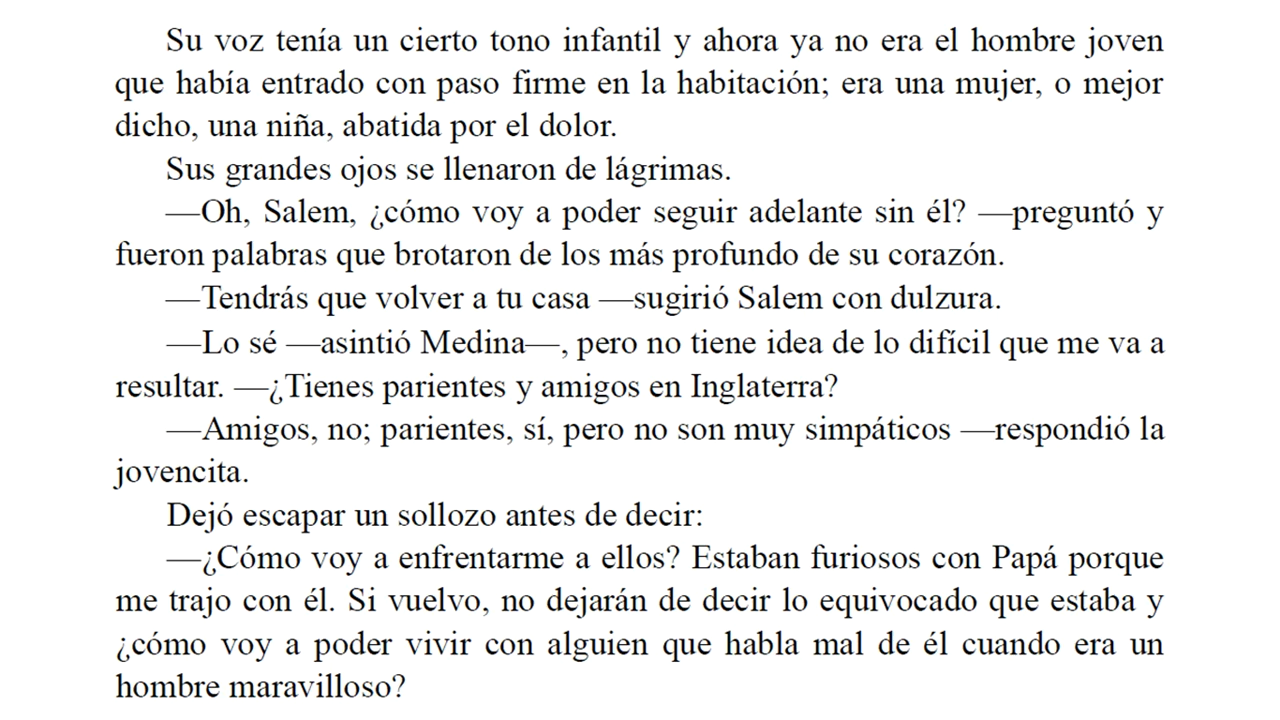 Su voz tenía un cierto tono infantil y ahora ya no era el hombre joven
que había entrado con paso firme en la habitación; era una mujer, o mejor
dicho, una niña, abatida por el dolor.
Sus grandes ojos se llenaron de lágrimas.
—Oh, Salem, ¿cómo voy a poder seguir adelante sin él? —preguntó y
fueron palabras que brotaron de los más profundo de su corazón.
—Tendrás que volver a tu casa —sugirió Salem con dulzura.
—Lo sé —asintió Medina—, pero no tiene idea de lo difícil que me va a
resultar. —¿Tienes parientes y amigos en Inglaterra?
—Amigos, no; parientes, sí, pero no son muy simpáticos —respondió la
jovencita.
Dejó escapar un sollozo antes de decir:
—¿Cómo voy a enfrentarme a ellos? Estaban furiosos con Papá porque
me trajo con él. Si vuelvo, no dejarán de decir lo equivocado que estaba y
¿cómo voy a poder vivir con alguien que habla mal de él cuando era un
hombre maravilloso?